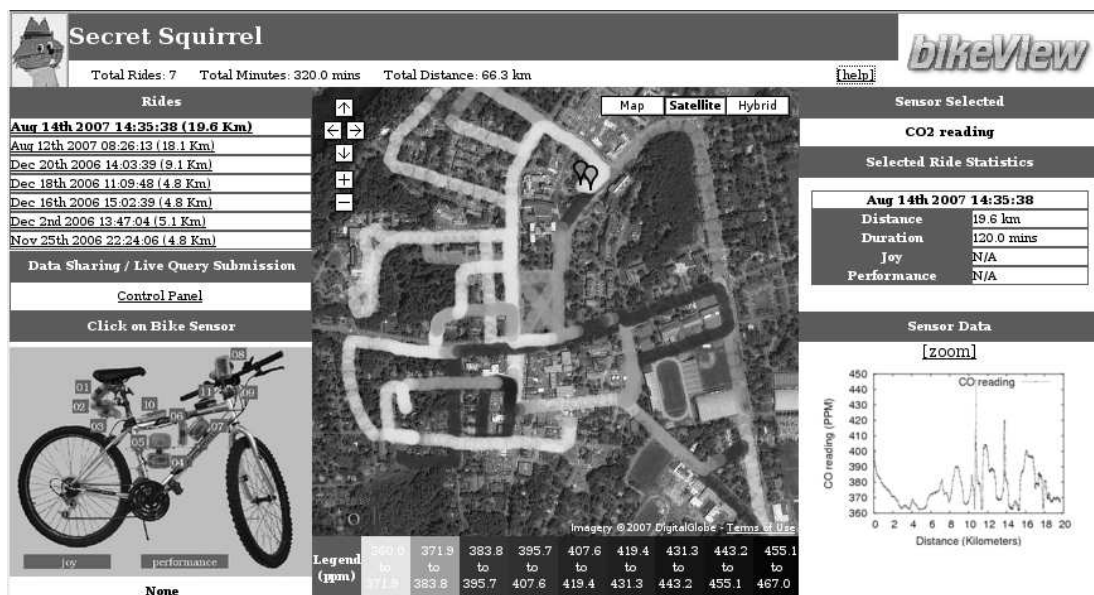 Secret Squirrel
bikeView
Total Rides: 7 Total Minutes: 320.0 mins Total Distance: 66.3 km [help]
Rides
Aug 14th 2007 14:35:38 (19.6 Km)
Aug 12th 2007 08:26:13 (18.1 Km)
Dec 20th 2006 14:03:39 (9.1 Km)
Dec 18th 2006 11:09:48 (4.8 Km)
Dec 16th 2006 15:02:39 (4.8 Km)
Dec 2nd 2006 13:47:04 (5.1 Km)
Nov 25th 2006 22:24:06 (4.8 Km)
Data Sharing / Live Query Submission
Control Panel
Click on Bike Sensor
08
01
11 09
02
10
06
03
07
05
04
joy performance
None
Map Satellite Hybrid
Imagery ©2007 DigitalGlobe - Terms of Use
Legend 360.0 371.9 383.8 395.7 407.6 419.4 431.3 443.2 455.1
to to to to to to to to to
(ppm) 371.9 383.8 395.7 407.6 419.4 431.3 443.2 455.1 467.0
Sensor Selected
CO2 reading
Selected Ride Statistics
Aug 14th 2007 14:35:38
Distance 19.6 km
Duration 120.0 mins
Joy N/A
Performance N/A
Sensor Data
[zoom]
CO reading
CO reading (PPM)
450
440
430
420
410
400
390
380
370
360
0 2 4 6 8 10 12 14 16 18 20
Distance (Kilometers)